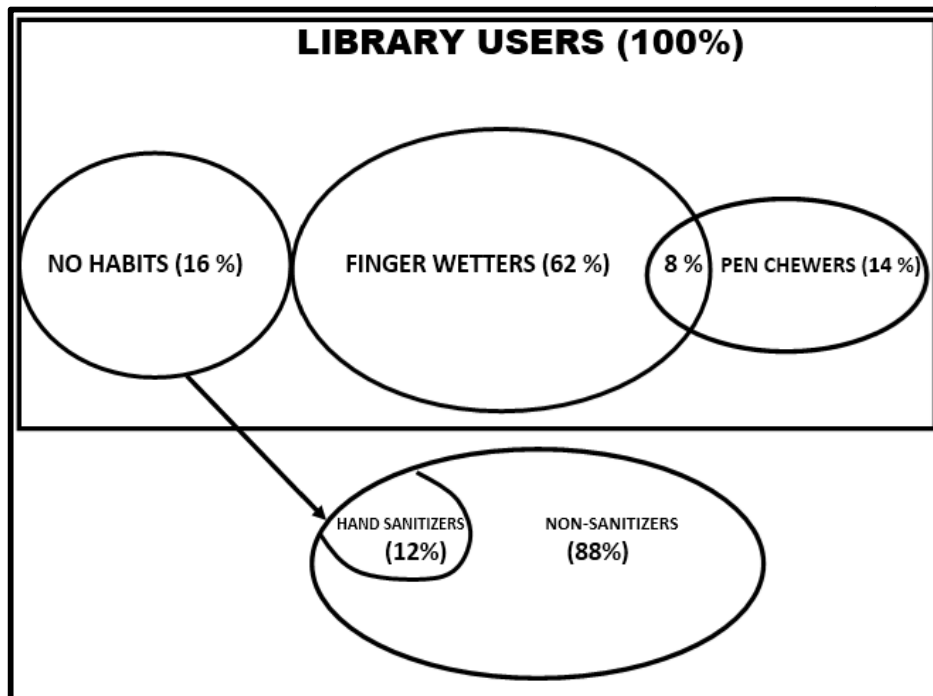 LIBRARY USERS (100%)
NO HABITS (16 %)
FINGER WETTERS (62 %)
8 %
PEN CHEWERS (14 %)
HAND SANITIZERS
(12%)
NON-SANITIZERS
(88%)